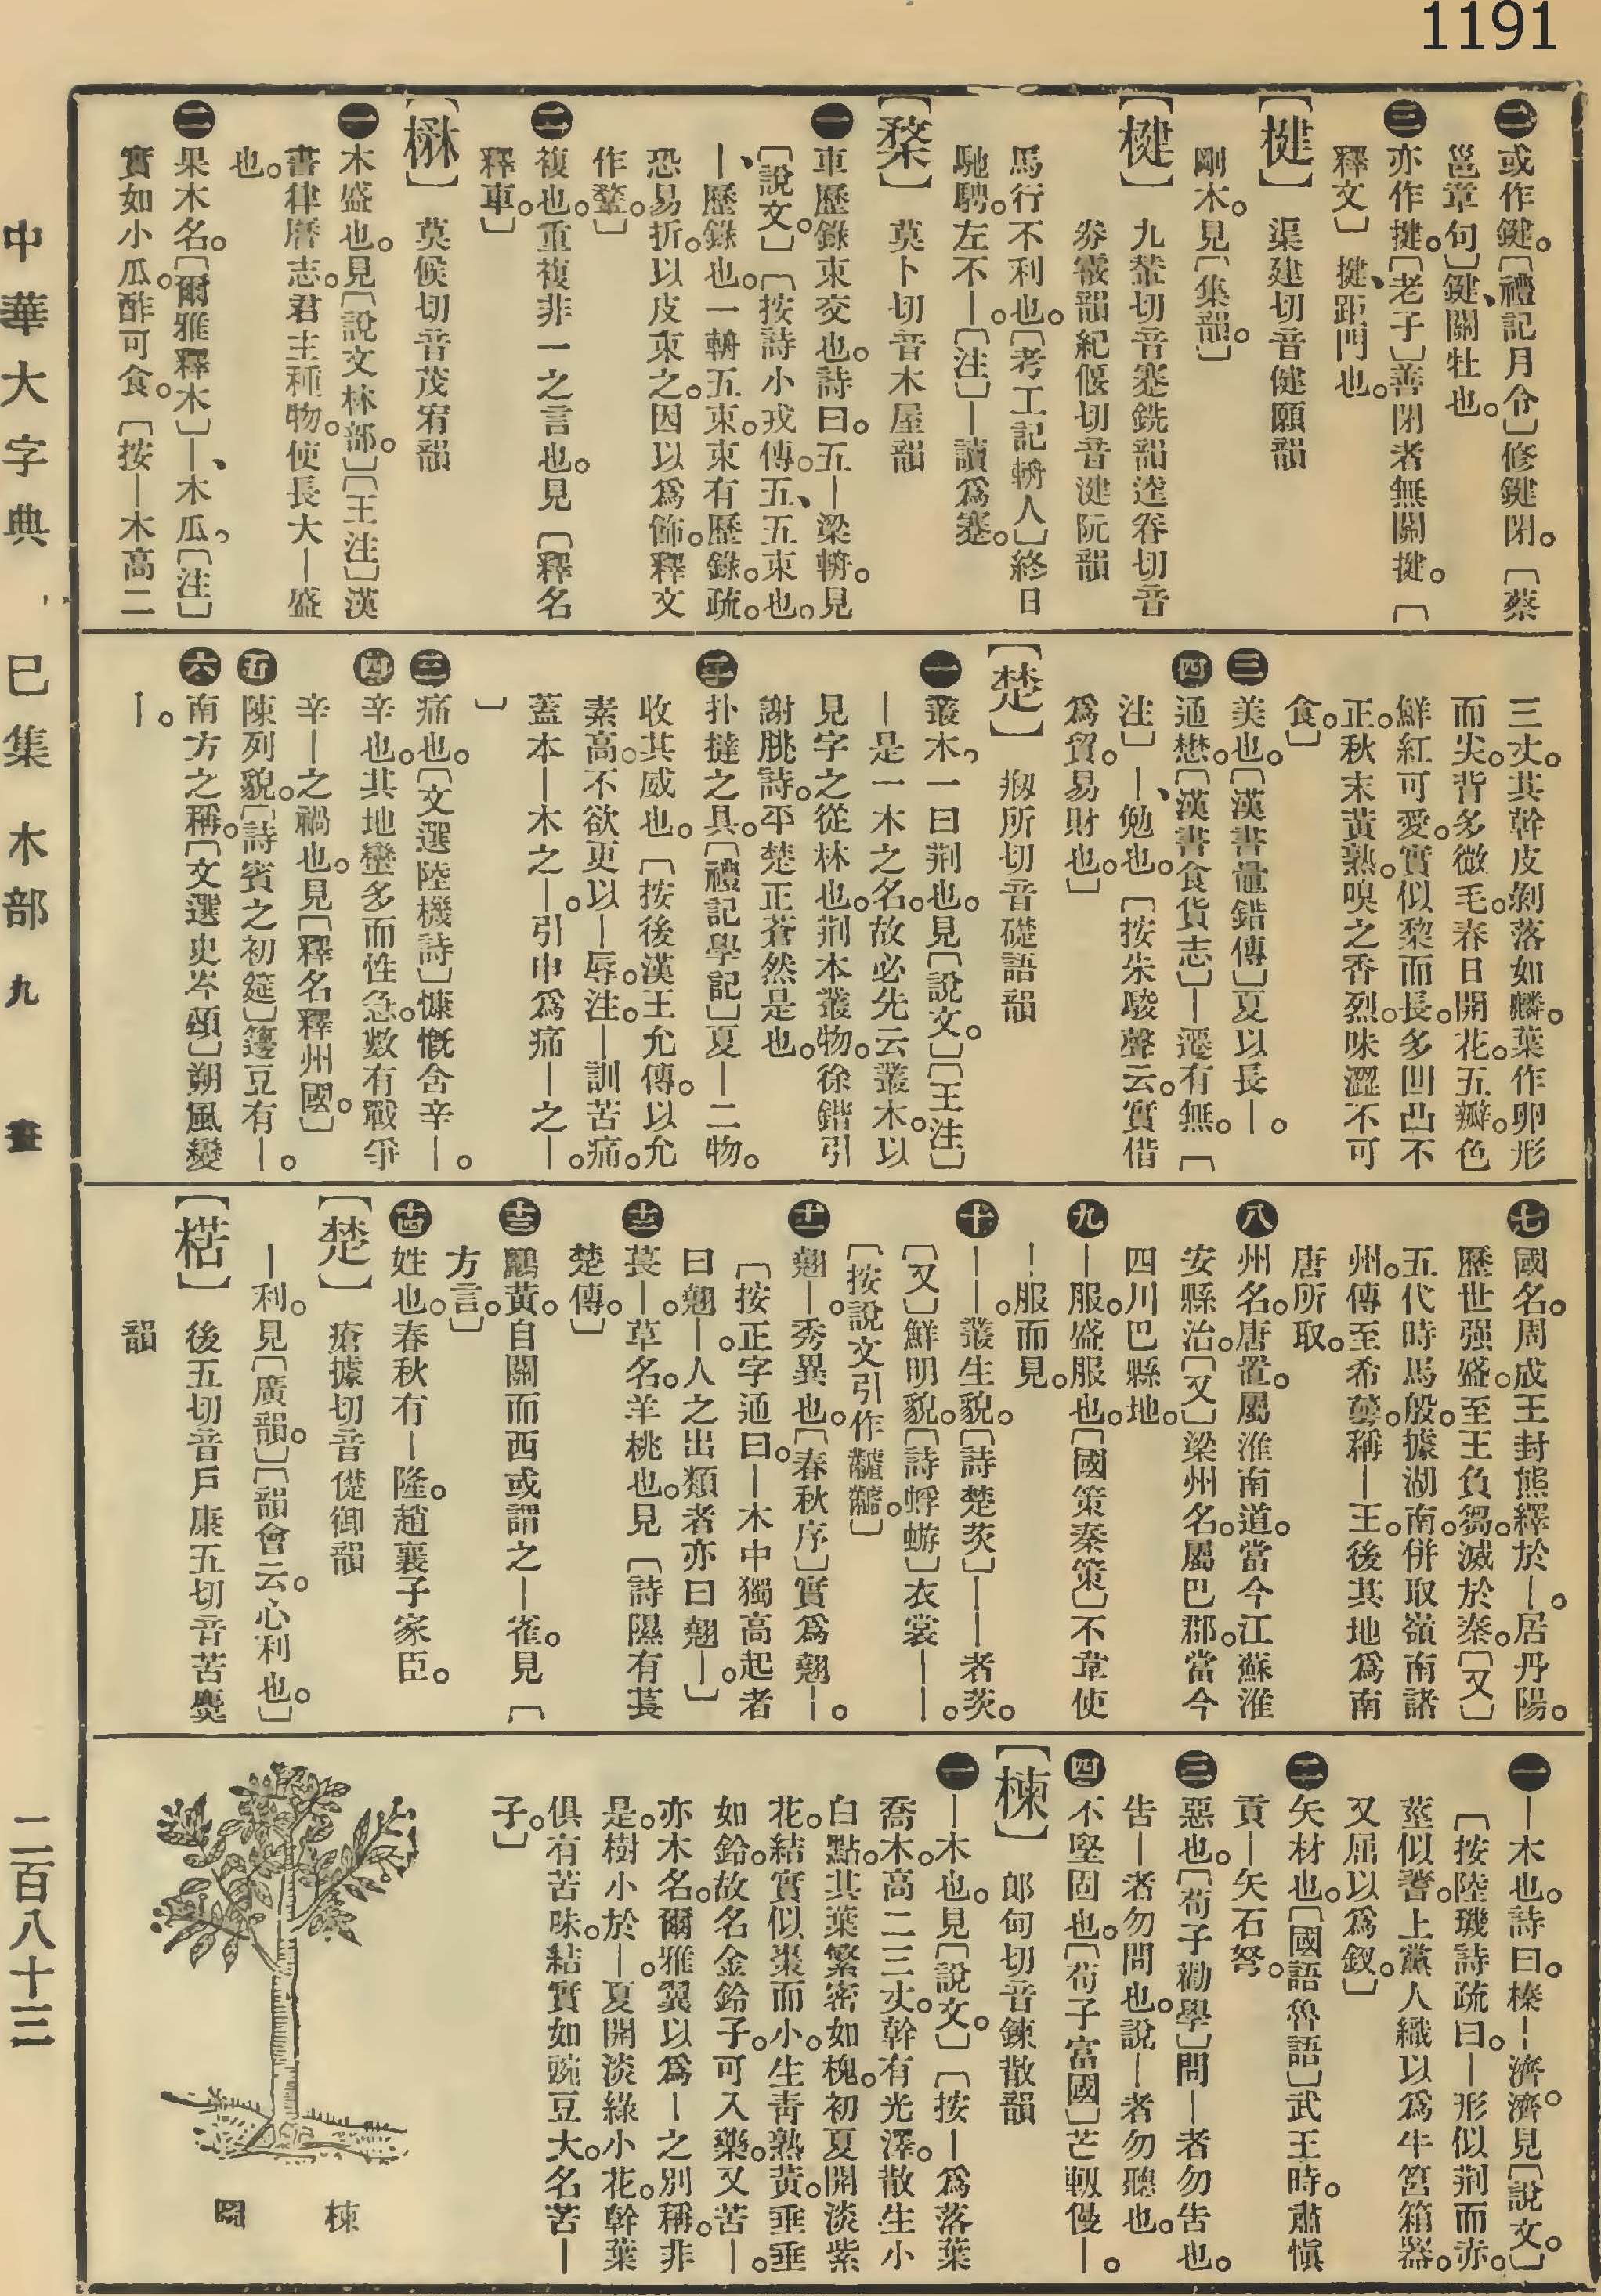 1191
㊁或作鍵。〔禮記月令〕修鍵閉。〔蔡
邕章句〕鍵、關牡也。
㊂亦作揵。〔老子〕善閉者無關揵。〔
釋文〕揵、距門也。
〔楗〕渠建切音健願韻
剛木。見〔集韻。〕
〔楗〕九輦切音蹇銑韻逵眷切音
券霰韻紀偃切音湕阮韻
馬行不利也。〔考工記輈人〕終日
馳騁。左不｜。〔注〕｜讀爲蹇。
〔楘〕莫卜切音木屋韻
㊀車歷錄束交也。詩曰。五｜梁輈。見
〔說文。〕〔按詩小戎傳。五、五束也。
｜、歷錄也。一輈五束。束有歷錄。疏。
恐易折。以皮束之。因以爲飾。釋文
作鞪。〕
㊁複也。重複非一之言也。見〔釋名
釋車。〕
〔楙〕莫候切音茂宥韻
㊀木盛也。見〔說文林部。〕〔王注〕漢
書律曆志。君主種物。使長大｜盛
也。
㊁果木名。〔爾雅釋木〕｜、木瓜。〔注〕
實如小瓜。酢可食。〔按｜木高二
三丈。其幹皮剝落如鱗。葉作卵形
而尖。背多微毛。春日開花。五瓣。色
鮮紅可愛。實似棃而長。多凹凸不
正。秋末黃熟。嗅之香烈。味澀不可
食。〕
㊂美也。〔漢書鼂錯傳〕夏以長｜。
㊃通懋。〔漢書食貨志〕｜遷有無。〔
注〕｜、勉也。〔按朱駿聲云。實借
爲貿。易財也。〕
〔楚〕剙所切音礎語韻
㊀叢木。一曰荆也。見〔說文。〕〔王注〕
｜是一木之名。故必先云叢木。以
見字之從林也。荆本叢物。徐鍇引
謝朓詩。平楚正蒼然是也。
㊁扑撻之具。〔禮記學記〕夏｜二物。
收其威也。〔按後漢王允傳。以允
素高。不欲更以｜辱。注。｜訓苦痛。
蓋本｜木之｜。引申爲痛｜之｜。
〕
㊂痛也。〔文選陸機詩〕慷慨含辛｜。
㊃辛也。其地蠻多而性急。數有戰爭
辛｜之禍也。見〔釋名釋州國。〕
㊄陳列貌。〔詩賓之初筵〕籩豆有｜。
㊅南方之稱。〔文選史岑頌〕朔風變
｜。
㊆國名。周成王封熊繹於｜。居丹陽。
歷世强盛。至王負芻。滅於秦。〔又〕
五代時馬殷。據湖南。併取嶺南諸
州。傳至希萼。稱｜王。後其地爲南
唐所取。
㊇州名。唐置。屬淮南道。當今江蘇淮
安縣治。〔又〕梁州名。屬巴郡。當今
四川巴縣地。
㊈｜服。盛服也。〔國策秦策〕不韋使
｜服而見。
㊉｜｜。叢生貌。〔詩楚茨〕｜｜者茨。
〔又〕鮮明貌。〔詩蜉蝣〕衣裳｜｜。
〔按說文引作䶥䶥。〕
⑪翹｜。秀異也。〔春秋序〕實爲翹｜。
〔按正字通曰。｜木中獨高起者
曰翹｜。人之出類者亦曰翹｜。〕
⑫萇｜。草名。羊桃也。見〔詩隰有萇
楚傳。〕
⑬鸝黃。自關而西或謂之｜雀。見〔
方言。〕
⑭姓也。春秋有｜隆。趙襄子家臣。
〔楚〕瘡據切音憷御韻
｜利。見〔廣韻。〕〔韻會云。心利也。〕
〔楛〕後五切音戶康五切音苦麌
韻
㊀｜木也。詩曰。榛｜濟濟。見〔說文。〕
〔按陸璣詩疏曰。｜形似荆而赤。
莖似蓍。上黨人織以爲牛筥箱器。
又屈以爲釵。〕
㊁矢材也。〔國語魯語〕武王時。肅愼
貢｜矢石砮。
㊂惡也。〔荀子勸學〕問｜者勿告也。
告｜者勿問也。說｜者勿聽也。
㊃不堅固也。〔荀子富國〕芒軔僈｜。
〔楝〕郎甸切音鍊散韻
㊀｜木也。見〔說文。〕〔按｜爲落葉
喬木。高二三丈。幹有光澤。散生小
白點。其葉繁密如槐。初夏開淡紫
花。結實似棗而小。生靑熟黃。垂垂
如鈴。故名金鈴子。可入藥。又苦｜。
亦木名。爾雅翼以爲｜之別稱。非
是。樹小於｜。夏開淡綠小花。幹葉
俱有苦味。結實如豌豆大。名苦｜
子。〕
楝圖
中華大字典 巳集 木部 九畫
二百八十三